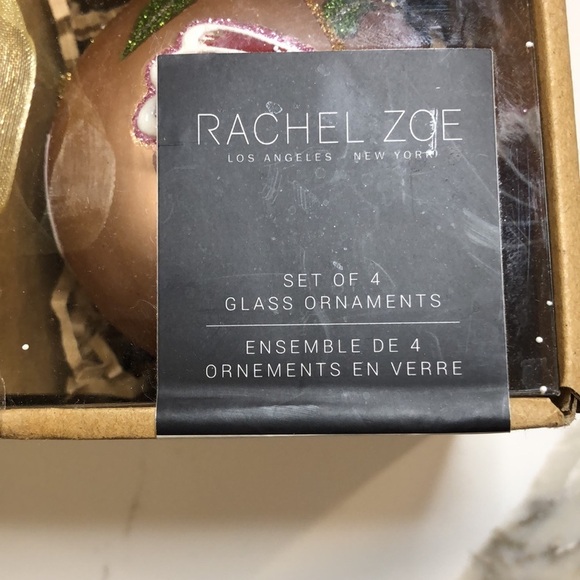 RACHEL ZOE
LOS ANGELES NEW YORK
SET OF 4
GLASS ORNAMENTS
ENSEMBLE DE 4
ORNEMENTS EN VERRE